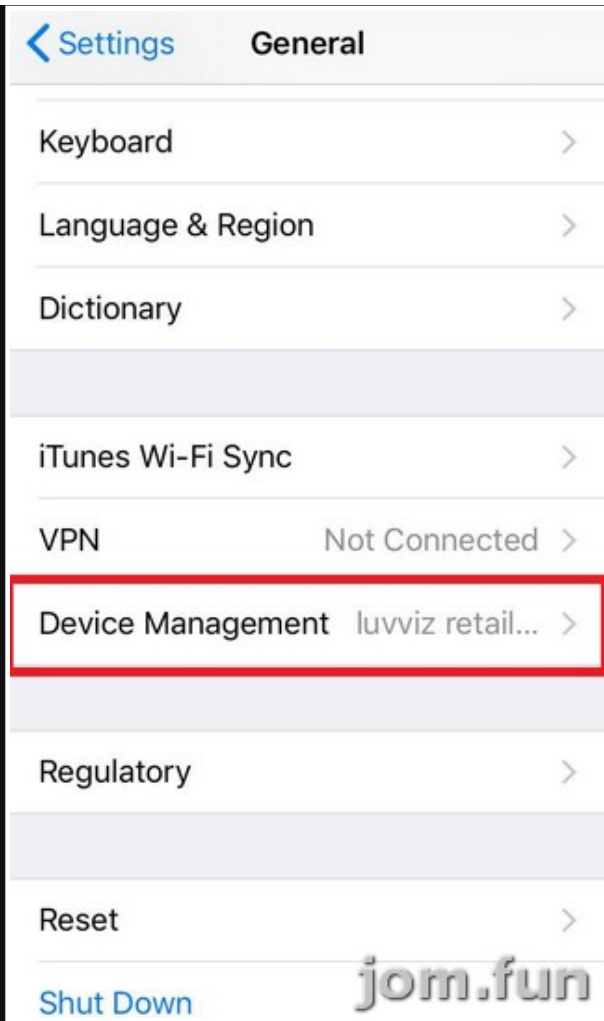 Settings General
Keyboard
Language & Region
Dictionary
iTunes Wi-Fi Sync
VPN Not Connected
Device Management luvviz retail...
Regulatory
Reset
Shut Down
jom.fun